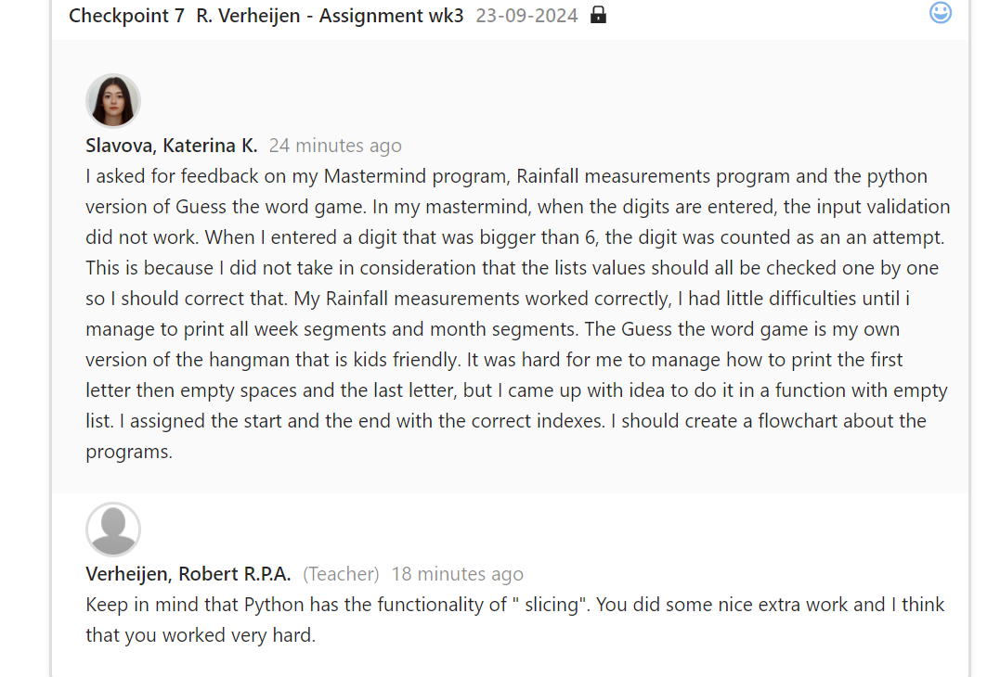 Checkpoint 7 R. Verheijen - Assignment wk3 23-09-2024
Slavova, Katerina K. 24 minutes ago
I asked for feedback on my Mastermind program, Rainfall measurements program and the python
version of Guess the word game. In my mastermind, when the digits are entered, the input validation
did not work. When I entered a digit that was bigger than 6, the digit was counted as an an attempt.
This is because I did not take in consideration that the lists values should all be checked one by one
so I should correct that. My Rainfall measurements worked correctly, I had little difficulties until i
manage to print all week segments and month segments. The Guess the word game is my own
version of the hangman that is kids friendly. It was hard for me to manage how to print the first
letter then empty spaces and the last letter, but I came up with idea to do it in a function with empty
list. I assigned the start and the end with the correct indexes. I should create a flowchart about the
programs.
Verheijen, Robert R.P.A. (Teacher) 18 minutes ago
Keep in mind that Python has the functionality of " slicing". You did some nice extra work and I think
that you worked very hard.